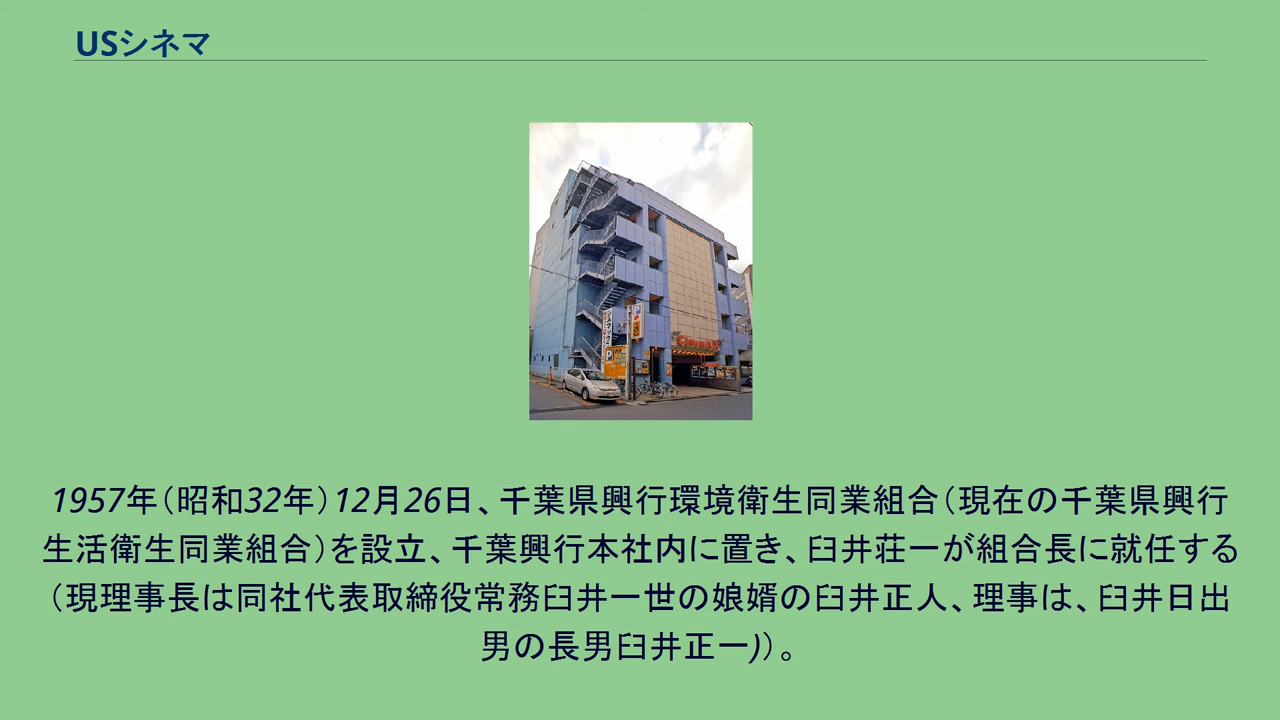 USシネマ
P
P
CinemaX
1957年（昭和32年）12月26日、千葉県興行環境衛生同業組合（現在の千葉県興行
生活衛生同業組合）を設立、千葉興行本社内に置き、臼井荘一が組合長に就任する
（現理事長は同社代表取締役常務臼井一世の娘婿の臼井正人、理事は、臼井日出
男の長男臼井正一)）。